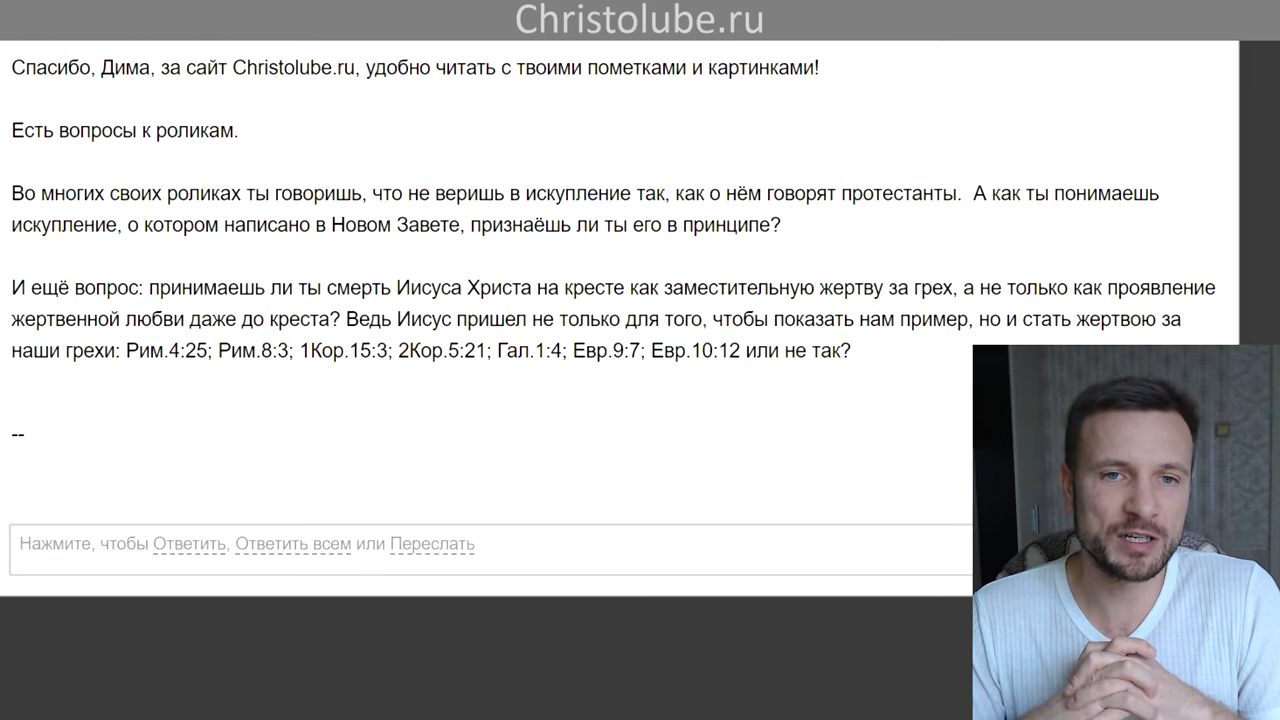 Christolube.ru
Спасибо, Дима, за сайт Christolube.ru, удобно читать с твоими пометками и картинками!
Есть вопросы к роликам.
Во многих своих роликах ты говоришь, что не веришь в искупление так, как о нём говорят протестанты.  А как ты понимаешь
искупление, о котором написано в Новом Завете, признаёшь ли ты его в принципе?
И ещё вопрос: принимаешь ли ты смерть Иисуса Христа на кресте как заместительную жертву за грех, а не только как проявление
жертвенной любви даже до креста? Ведь Иисус пришел не только для того, чтобы показать нам пример, но и стать жертвою за
наши грехи: Рим.4:25; Рим.8:3; 1Кор.15:3; 2Кор.5:21; Гал.1:4; Евр.9:7; Евр.10:12 или не так?
--
Нажмите, чтобы Ответить, Ответить всем или Переслать